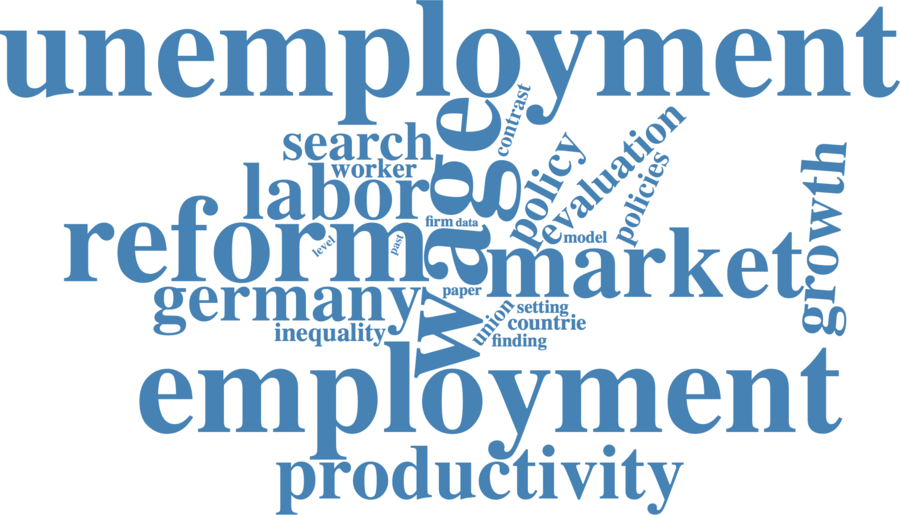 unemployment
wage
contrast
search
worker
labor
policy
evaluation
policies
growth
firm
data
reform
level
past
model
market
germany
paper
inequality
union
setting
countrie
finding
employment
productivity